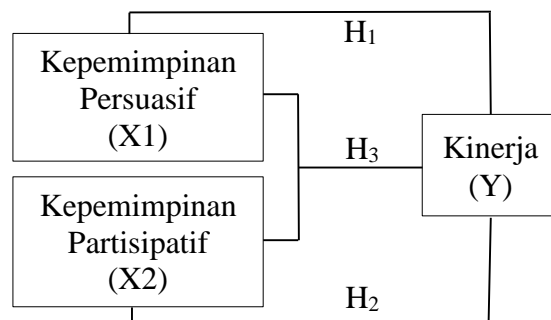 H₁
Kepemimpinan
Persuasif
(X1)
H₃
Kinerja
(Y)
Kepemimpinan
Partisipatif
(X2)
H₂